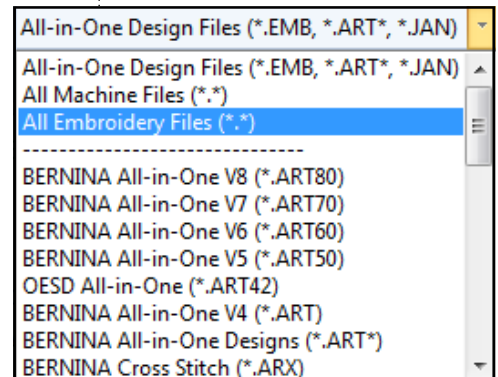 All-in-One Design Files (*.EMB, *.ART*, *.JAN)
All-in-One Design Files (*.EMB, *.ART*, *.JAN)
All Machine Files (*.*)
All Embroidery Files (*.*)
-------------------------------
BERNINA All-in-One V8 (*.ART80)
BERNINA All-in-One V7 (*.ART70)
BERNINA All-in-One V6 (*.ART60)
BERNINA All-in-One V5 (*.ART50)
OESD All-in-One (*.ART42)
BERNINA All-in-One V4 (*.ART)
BERNINA All-in-One Designs (*.ART*)
BERNINA Cross Stitch (*.ARX)